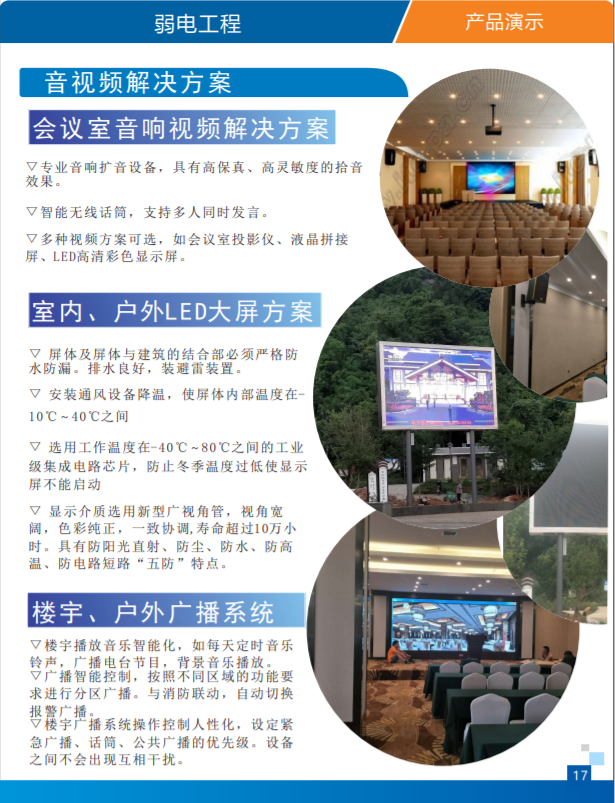 弱电工程
产品演示
音视频解决方案
会议室音响视频解决方案
▽专业音响扩音设备，具有高保真、高灵敏度的拾音
效果。
▽智能无线话筒，支持多人同时发言。
▽多种视频方案可选，如会议室投影仪、液晶拼接
屏、LED高清彩色显示屏。
室内、户外LED大屏方案
▽ 屏体及屏体与建筑的结合部必须严格防
水防漏。排水良好，装避雷装置。
▽ 安装通风设备降温，使屏体内部温度在-
10℃～40℃之间
▽ 选用工作温度在-40℃～80℃之间的工业
级集成电路芯片，防止冬季温度过低使显示
屏不能启动
▽ 显示介质选用新型广视角管，视角宽
阔，色彩纯正，一致协调,寿命超过10万小
时。具有防阳光直射、防尘、防水、防高
温、防电路短路“五防”特点。
楼宇、户外广播系统
▽楼宇播放音乐智能化，如每天定时音乐
铃声，广播电台节目，背景音乐播放。
▽广播智能控制，按照不同区域的功能要
求进行分区广播。与消防联动，自动切换
报警广播。
▽楼宇广播系统操作控制人性化，设定紧
急广播、话筒、公共广播的优先级。设备
之间不会出现互相干扰。
17